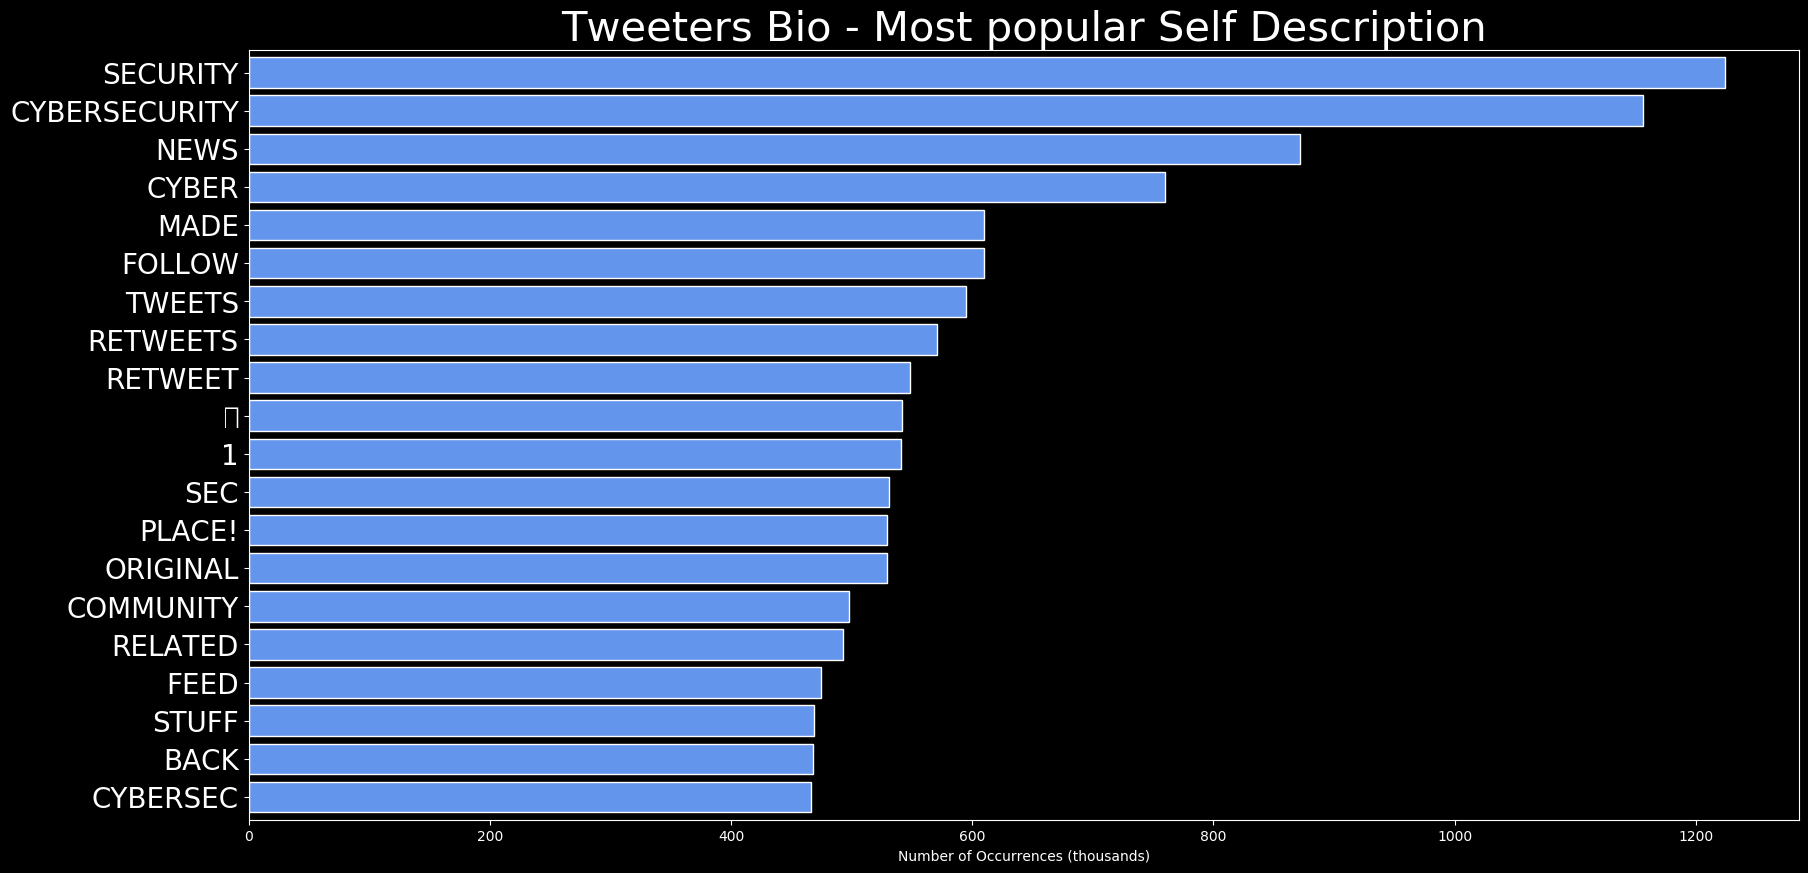 Tweeters Bio - Most popular Self Description
SECURITY
CYBERSECURITY
NEWS
CYBER
MADE
FOLLOW
TWEETS
RETWEETS
RETWEET
1
SEC
PLACE!
ORIGINAL
COMMUNITY
RELATED
FEED
STUFF
BACK
CYBERSEC
0 200 400 600 800 1000 1200
Number of Occurrences (thousands)